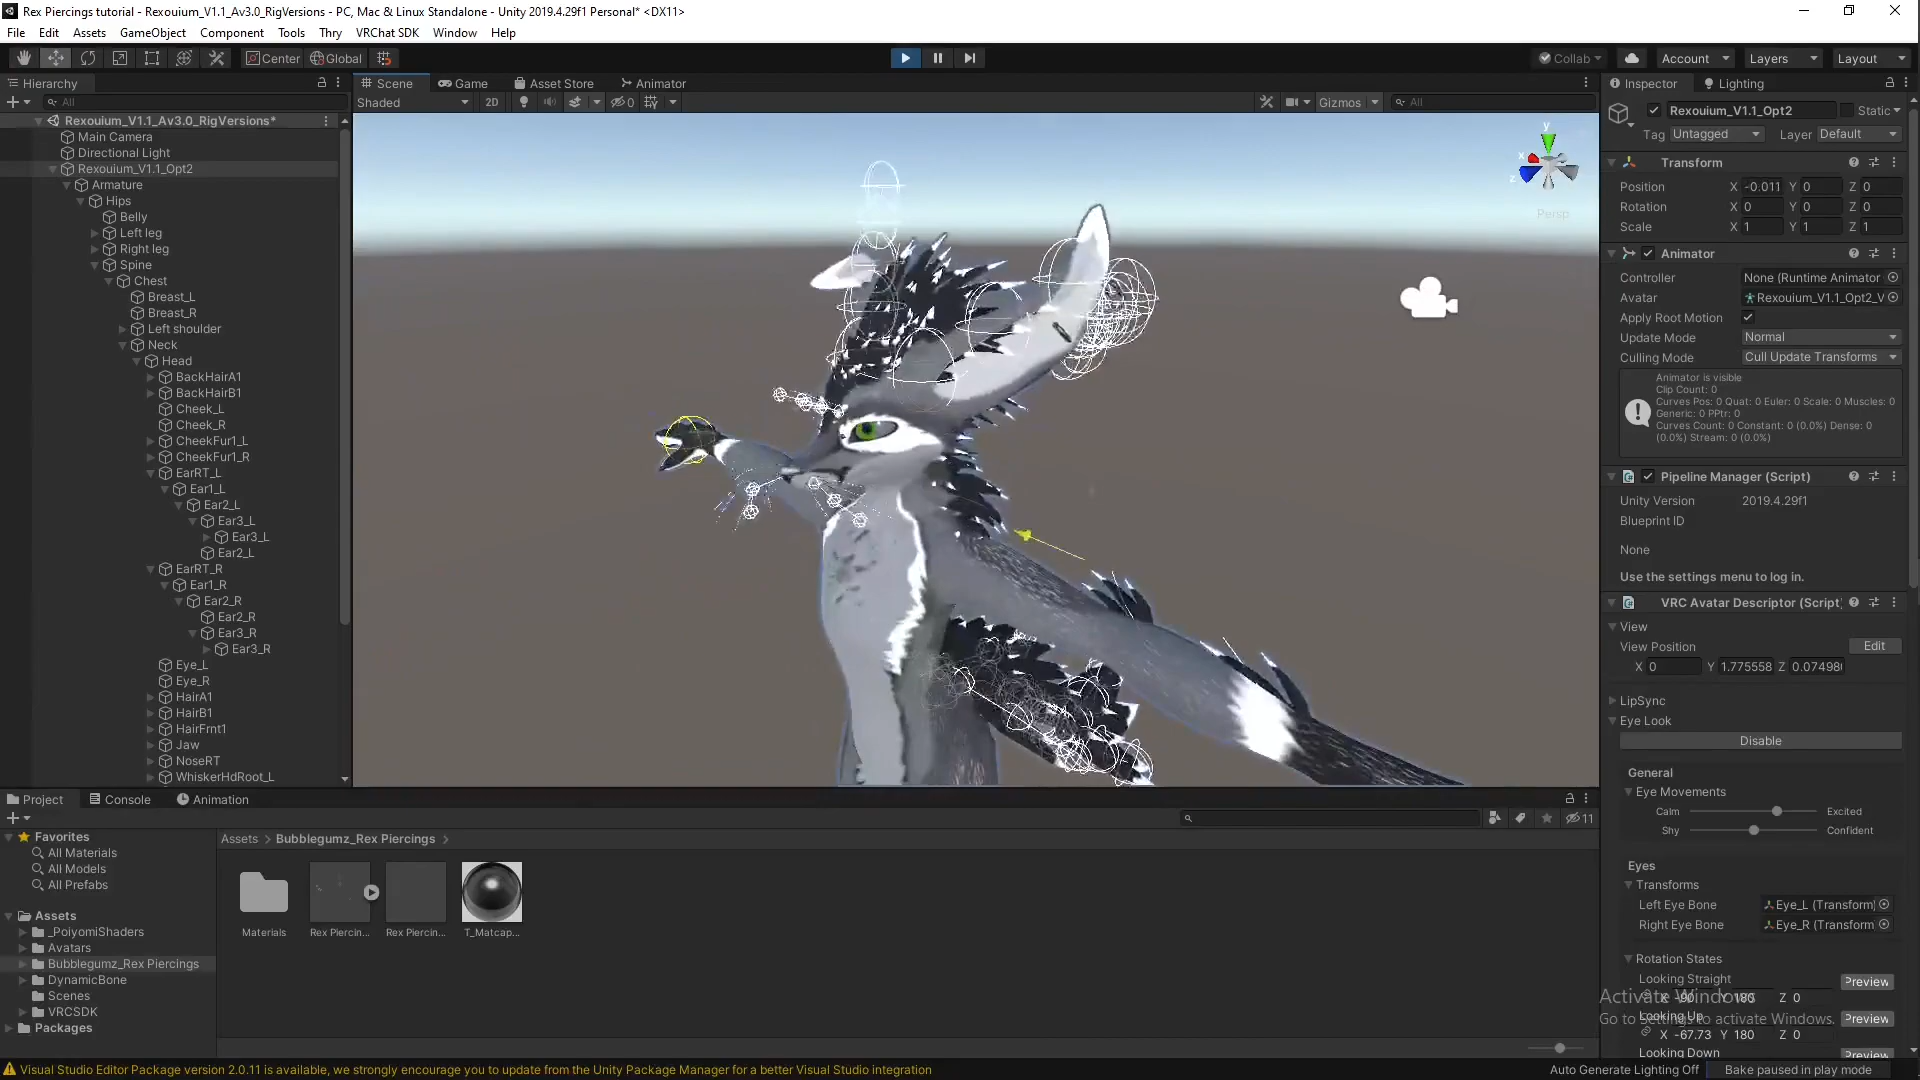 Rex Piercings tutorial - Rexouium_V1.1_Av3.0_RigVersions - PC, Mac & Linux Standalone - Unity 2019.4.29f1 Personal* <DX11>
File Edit Assets GameObject Component Tools Thry VRChat SDK Window Help
Center Global Collab Account Layers Layout
Hierarchy Scene Game Asset Store Animator Inspector Lighting
All
Shaded 2D 0 Gizmos All
Rexouium_V1.1_Av3.0_RigVersions*
Main Camera
Directional Light
Rexouium_V1.1_Opt2
Armature
Hips
Belly
Left leg
Right leg
Spine
Chest
Breast_L
Breast_R
Left shoulder
Neck
Head
BackHairA1
BackHairB1
Cheek_L
Cheek_R
CheekFur1_L
CheekFur1_R
EarRT_L
Ear1_L
Ear2_L
Ear3_L
Ear3_L
Ear2_L
EarRT_R
Ear1_R
Ear2_R
Ear2_R
Ear3_R
Ear3_R
Eye_L
Eye_R
HairA1
HairB1
HairFrnt1
Jaw
NoseRT
WhiskerHdRoot_L
y
x
z
Persp
Rexouium_V1.1_Opt2 Static
Tag Untagged Layer Default
Transform
Position X -0.011 Y 0 Z 0
Rotation X 0 Y 0 Z 0
Scale X 1 Y 1 Z 1
Animator
Controller None (Runtime Animator
Avatar Rexouium_V1.1_Opt2_V
Apply Root Motion
Update Mode Normal
Culling Mode Cull Update Transforms
Animator is visible
Clip Count: 0
Curves Pos: 0 Quat: 0 Euler: 0 Scale: 0 Muscles: 0
Generic: 0 PPtr: 0
Curves Count: 0 Constant: 0 (0.0%) Dense: 0
(0.0%) Stream: 0 (0.0%)
Pipeline Manager (Script)
Unity Version 2019.4.29f1
Blueprint ID
None
Use the settings menu to log in.
VRC Avatar Descriptor (Script)
View
View Position Edit
X 0 Y 1.775558 Z 0.07498
LipSync
Eye Look
Disable
General
Eye Movements
Calm Excited
Shy Confident
Eyes
Transforms
Left Eye Bone Eye_L (Transform)
Right Eye Bone Eye_R (Transform
Rotation States
Looking Straight Preview
X -90 Y 180 Z 0
Looking Up Preview
X -67.73 Y 180 Z 0
Looking Down Preview
Activate Windows
Go to Settings to activate Windows.
Project Console Animation
11
Favorites
All Materials
All Models
All Prefabs
Assets
_PoiyomiShaders
Avatars
Bubblegumz_Rex Piercings
DynamicBone
Scenes
VRCSDK
Packages
Assets > Bubblegumz_Rex Piercings >
Materials Rex Piercin... Rex Piercin... T_Matcap...
Visual Studio Editor Package version 2.0.11 is available, we strongly encourage you to update from the Unity Package Manager for a better Visual Studio integration
Auto Generate Lighting Off Bake paused in play mode